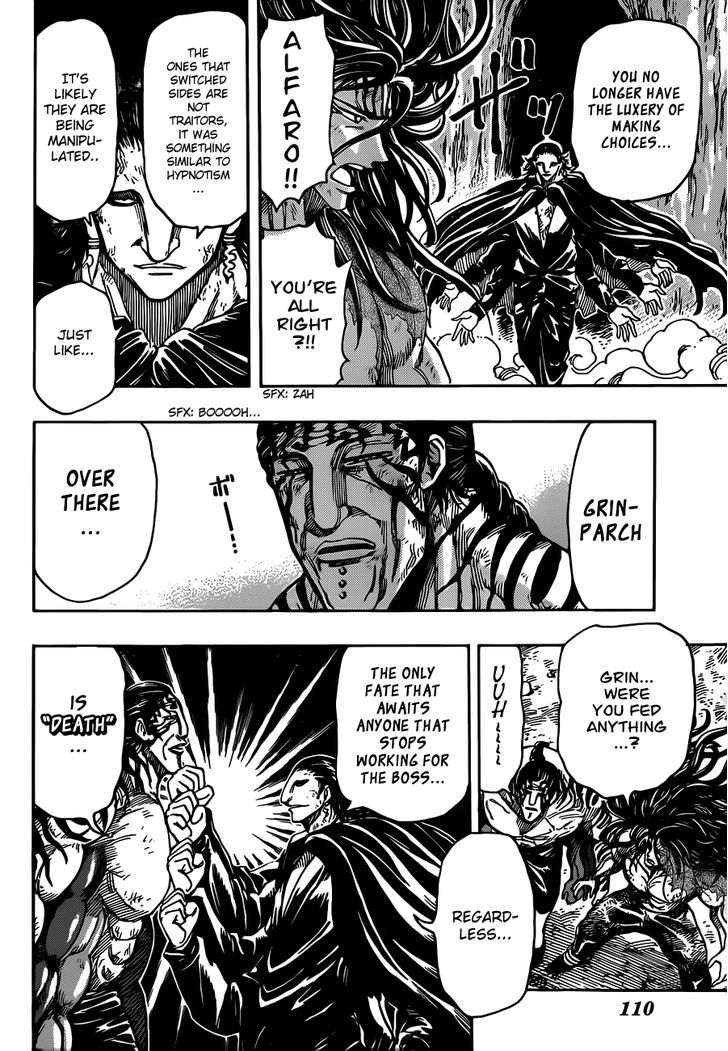 YOU NO
LONGER HAVE
THE LUXERY OF
MAKING
CHOICES...
ザッ
ALFARO!!
YOU'RE
ALL
RIGHT
?!!
SFX: ZAH
THE
ONES THAT
SWITCHED
SIDES ARE
NOT
TRAITORS,
IT WAS
SOMETHING
SIMILAR TO
HYPNOTISM
...
IT'S
LIKELY
THEY ARE
BEING
MANIPU-
LATED..
JUST
LIKE...
SFX: BOOOOH...
GRIN-
PARCH
ボー…
OVER
THERE
...
GRIN...
WERE
YOU FED
ANYTHING
...?
UUH
REGARD-
LESS...
THE ONLY
FATE THAT
AWAITS
ANYONE THAT
STOPS
WORKING FOR
THE BOSS...
IS
"DEATH"
...
110